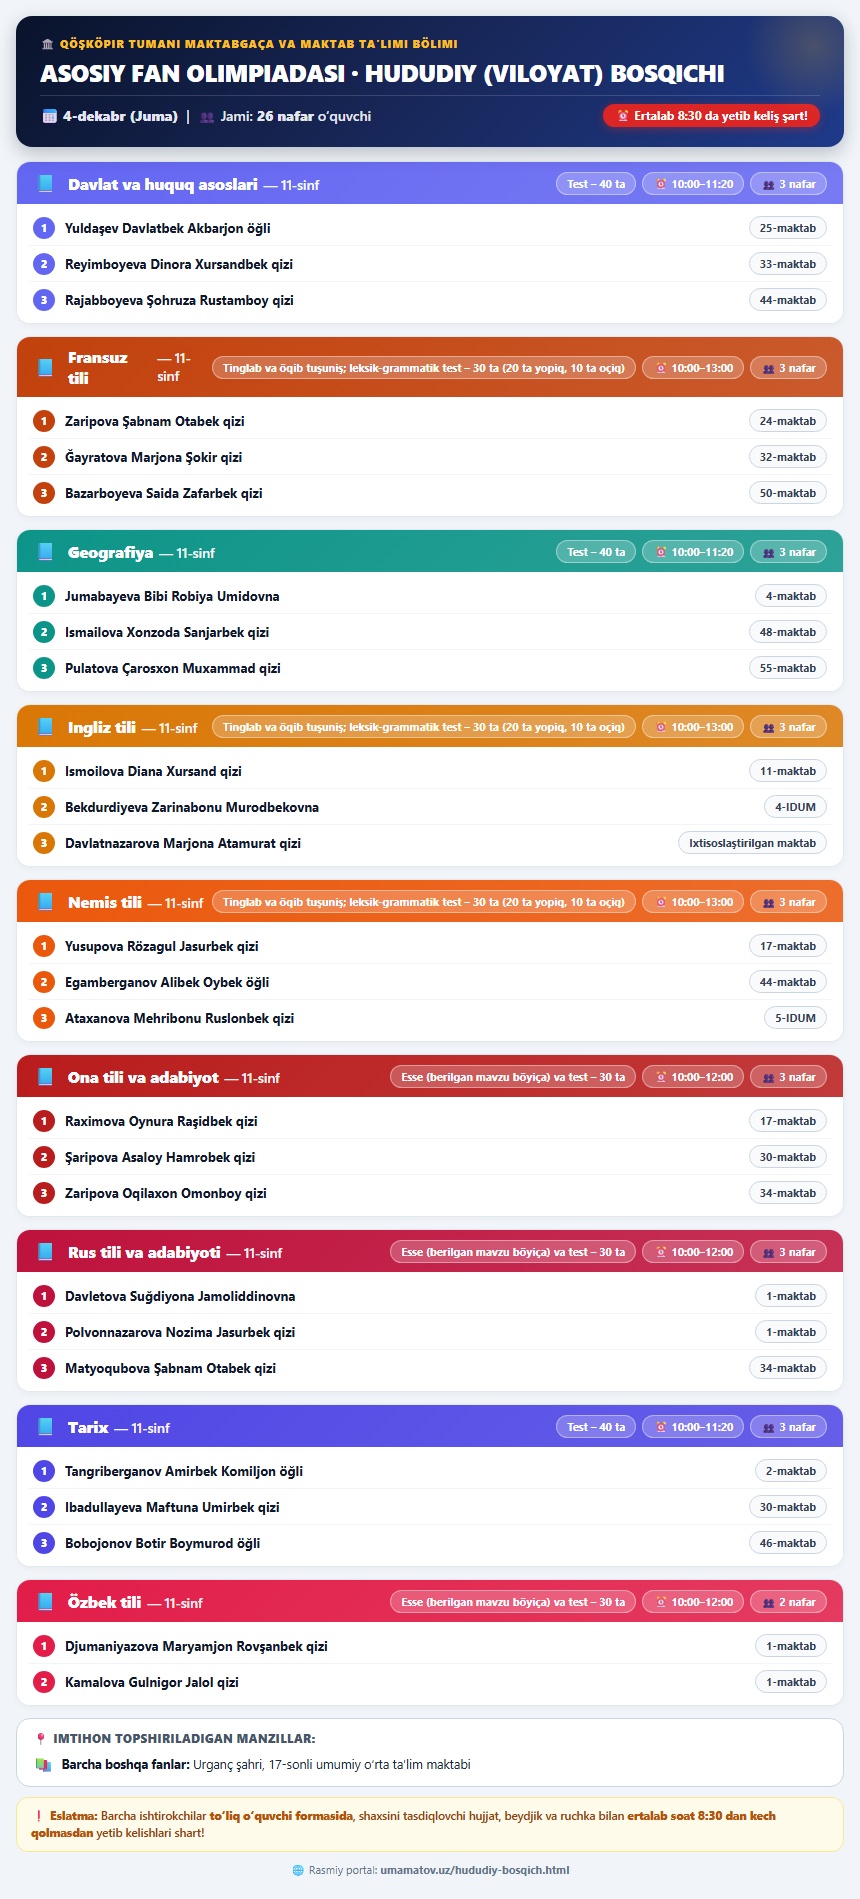 🏛️ QÖŞKÖPIR TUMANI MAKTABGAÇA VA MAKTAB TAʼLIMI BÖLIMI
ASOSIY FAN OLIMPIADASI · HUDUDIY (VILOYAT) BOSQICHI
📅 4-dekabr (Juma) | 👥 Jami: 26 nafar oʻquvchi
⏰ Ertalab 8:30 da yetib keliş şart!
📘 Davlat va huquq asoslari — 11-sinf Test – 40 ta ⏰ 10:00–11:20 👥 3 nafar
1 Yuldaşev Davlatbek Akbarjon öğli 25-maktab
2 Reyimboyeva Dinora Xursandbek qizi 33-maktab
3 Rajabboyeva Şohruza Rustamboy qizi 44-maktab
📘 Fransuz tili — 11-sinf Tinglab va öqib tuşuniş; leksik-grammatik test – 30 ta (20 ta yopiq, 10 ta oçiq) ⏰ 10:00–13:00 👥 3 nafar
1 Zaripova Şabnam Otabek qizi 24-maktab
2 Ğayratova Marjona Şokir qizi 32-maktab
3 Bazarboyeva Saida Zafarbek qizi 50-maktab
📘 Geografiya — 11-sinf Test – 40 ta ⏰ 10:00–11:20 👥 3 nafar
1 Jumabayeva Bibi Robiya Umidovna 4-maktab
2 Ismailova Xonzoda Sanjarbek qizi 48-maktab
3 Pulatova Çarosxon Muxammad qizi 55-maktab
📘 Ingliz tili — 11-sinf Tinglab va öqib tuşuniş; leksik-grammatik test – 30 ta (20 ta yopiq, 10 ta oçiq) ⏰ 10:00–13:00 👥 3 nafar
1 Ismoilova Diana Xursand qizi 11-maktab
2 Bekdurdiyeva Zarinabonu Murodbekovna 4-IDUM
3 Davlatnazarova Marjona Atamurat qizi Ixtisoslaştirilgan maktab
📘 Nemis tili — 11-sinf Tinglab va öqib tuşuniş; leksik-grammatik test – 30 ta (20 ta yopiq, 10 ta oçiq) ⏰ 10:00–13:00 👥 3 nafar
1 Yusupova Rözagul Jasurbek qizi 17-maktab
2 Egamberganov Alibek Oybek öğli 44-maktab
3 Ataxanova Mehribonu Ruslonbek qizi 5-IDUM
📘 Ona tili va adabiyot — 11-sinf Esse (berilgan mavzu böyiça) va test – 30 ta ⏰ 10:00–12:00 👥 3 nafar
1 Raximova Oynura Raşidbek qizi 17-maktab
2 Şaripova Asaloy Hamrobek qizi 30-maktab
3 Zaripova Oqilaxon Omonboy qizi 34-maktab
📘 Rus tili va adabiyoti — 11-sinf Esse (berilgan mavzu böyiça) va test – 30 ta ⏰ 10:00–12:00 👥 3 nafar
1 Davletova Suğdiyona Jamoliddinovna 1-maktab
2 Polvonnazarova Nozima Jasurbek qizi 1-maktab
3 Matyoqubova Şabnam Otabek qizi 34-maktab
📘 Tarix — 11-sinf Test – 40 ta ⏰ 10:00–11:20 👥 3 nafar
1 Tangriberganov Amirbek Komiljon öğli 2-maktab
2 Ibadullayeva Maftuna Umirbek qizi 30-maktab
3 Bobojonov Botir Boymurod öğli 46-maktab
📘 Özbek tili — 11-sinf Esse (berilgan mavzu böyiça) va test – 30 ta ⏰ 10:00–12:00 👥 2 nafar
1 Djumaniyazova Maryamjon Rovşanbek qizi 1-maktab
2 Kamalova Gulnigor Jalol qizi 1-maktab
📍 IMTIHON TOPSHIRILADIGAN MANZILLAR:
📚 Barcha boshqa fanlar: Urganç şahri, 17-sonli umumiy oʻrta taʼlim maktabi
❗ Eslatma: Barcha ishtirokchilar toʻliq oʻquvchi formasida, shaxsini tasdiqlovchi hujjat, beydjik va ruchka bilan ertalab soat 8:30 dan kech
qolmasdan yetib kelishlari shart!
🌐 Rasmiy portal: umamatov.uz/hududiy-bosqich.html